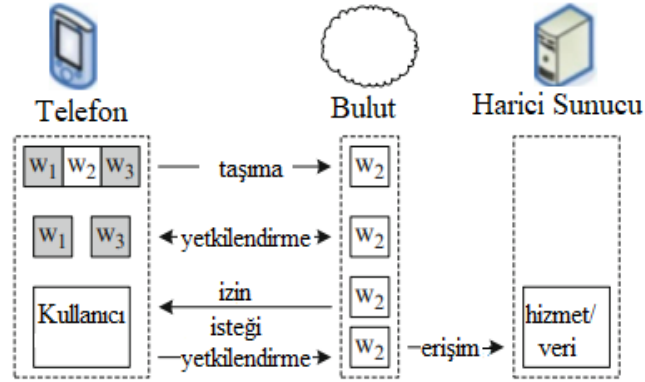 Telefon Bulut Harici Sunucu
W1 W2 W3 taşıma W2
W1 W3 yetkilendirme W2
Kullanıcı izin W2 hizmet/
isteği veri
yetkilendirme W2 erişim